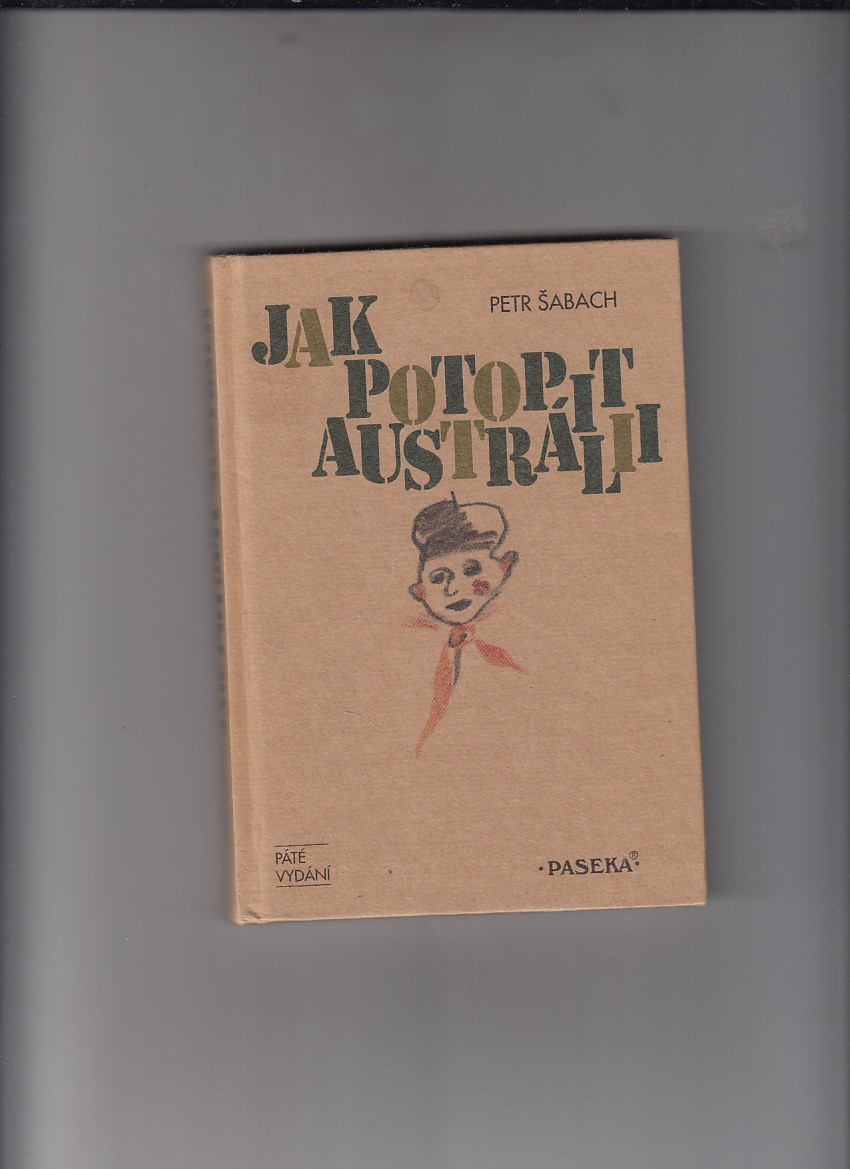 PETR ŠABACH
JAK
POTOPIT
AUSTRÁLII
PÁTÉ
VYDÁNÍ
·PASEKA®·